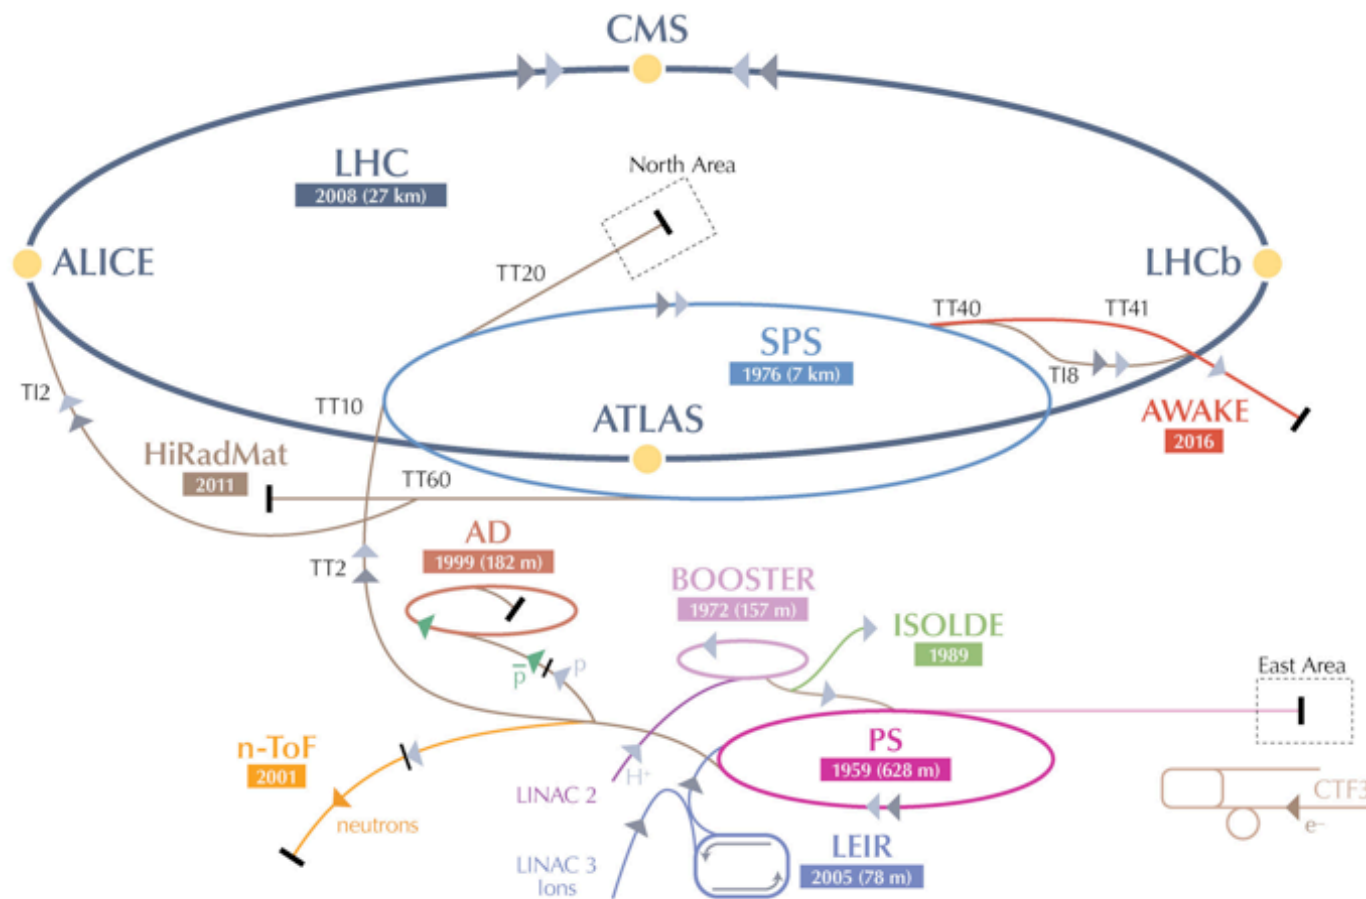 CMS
LHC
2008 (27 km)
North Area
ALICE
LHCb
TT20
TT40
TT41
SPS
1976 (7 km)
TI8
TI2
TT10
ATLAS
AWAKE
2016
HiRadMat
2011
TT60
AD
1999 (182 m)
TT2
BOOSTER
1972 (157 m)
ISOLDE
1989
p̅
p
East Area
n-ToF
2001
PS
1959 (628 m)
H⁺
LINAC 2
neutrons
CTF3
e–
LINAC 3
Ions
LEIR
2005 (78 m)